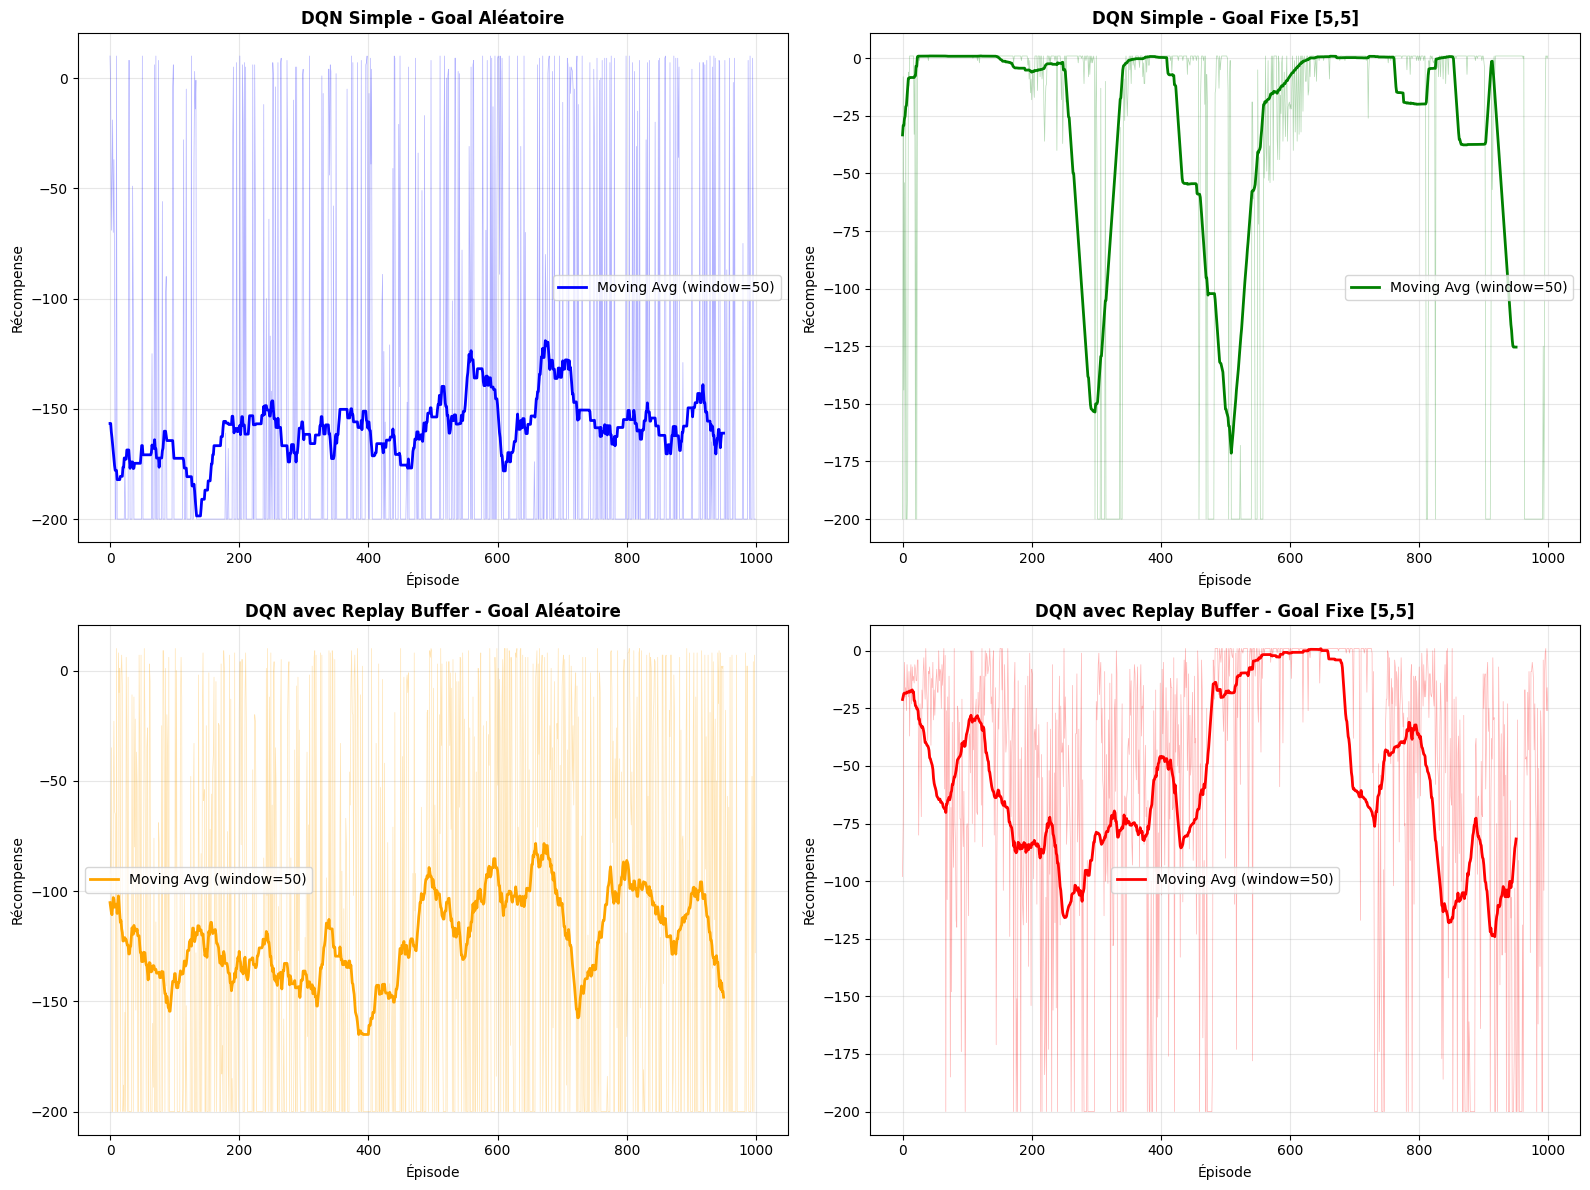 DQN Simple - Goal Aléatoire
Récompense
0
−50
−100
−150
−200
Moving Avg (window=50)
0 200 400 600 800 1000
Épisode
DQN Simple - Goal Fixe [5,5]
Récompense
0
−25
−50
−75
−100
−125
−150
−175
−200
Moving Avg (window=50)
0 200 400 600 800 1000
Épisode
DQN avec Replay Buffer - Goal Aléatoire
Récompense
0
−50
−100
−150
−200
Moving Avg (window=50)
0 200 400 600 800 1000
Épisode
DQN avec Replay Buffer - Goal Fixe [5,5]
Récompense
0
−25
−50
−75
−100
−125
−150
−175
−200
Moving Avg (window=50)
0 200 400 600 800 1000
Épisode